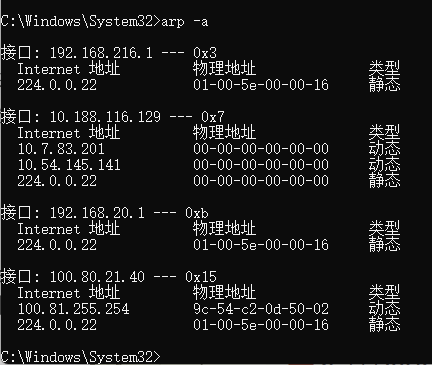 C:\Windows\System32>arp -a
接口: 192.168.216.1 --- 0x3
Internet 地址 物理地址 类型
224.0.0.22 01-00-5e-00-00-16 静态
接口: 10.188.116.129 --- 0x7
Internet 地址 物理地址 类型
10.7.83.201 00-00-00-00-00-00 动态
10.54.145.141 00-00-00-00-00-00 动态
224.0.0.22 00-00-00-00-00-00 静态
接口: 192.168.20.1 --- 0xb
Internet 地址 物理地址 类型
224.0.0.22 01-00-5e-00-00-16 静态
接口: 100.80.21.40 --- 0x15
Internet 地址 物理地址 类型
100.81.255.254 9c-54-c2-0d-50-02 动态
224.0.0.22 01-00-5e-00-00-16 静态
C:\Windows\System32>